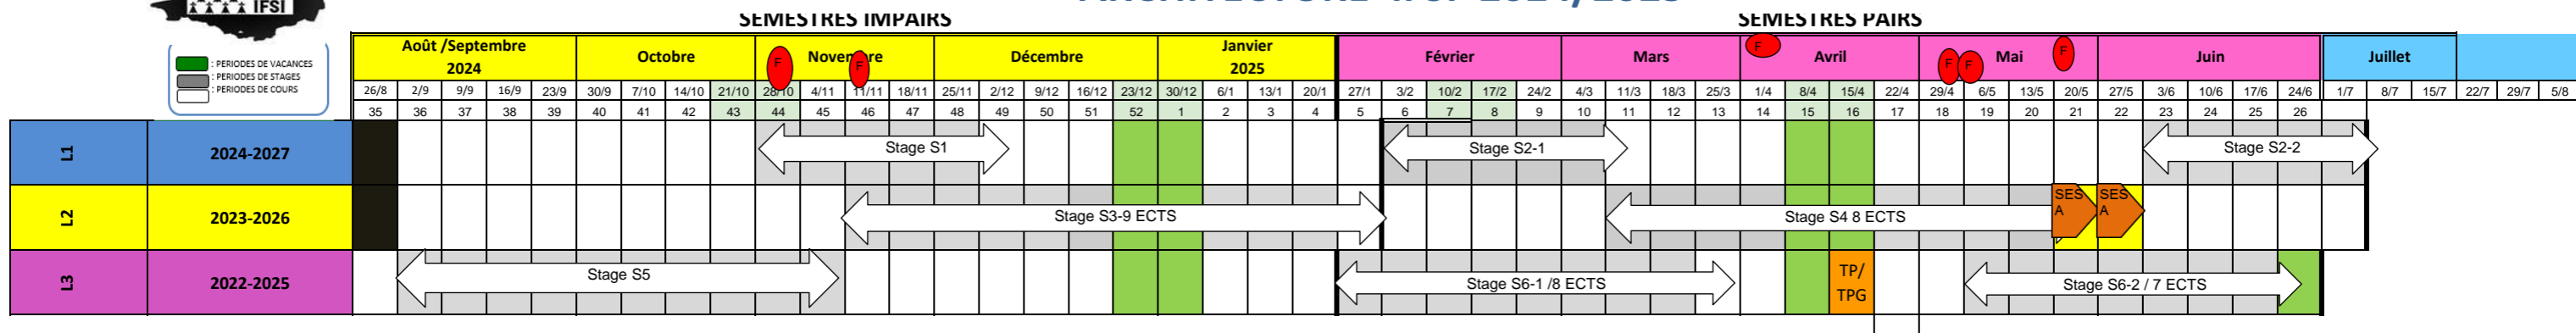 IFSI
ARCHITECTURE IFSI 2024/2025
SEMESTRES IMPAIRS SEMESTRES PAIRS
: PERIODES DE VACANCES
: PERIODES DE STAGES
: PERIODES DE COURS
Août /Septembre 2024 Octobre Novembre Décembre Janvier 2025 Février Mars Avril Mai Juin Juillet
F F F F F F
26/8 2/9 9/9 16/9 23/9 30/9 7/10 14/10 21/10 28/10 4/11 11/11 18/11 25/11 2/12 9/12 16/12 23/12 30/12 6/1 13/1 20/1 27/1 3/2 10/2 17/2 24/2 4/3 11/3 18/3 25/3 1/4 8/4 15/4 22/4 29/4 6/5 13/5 20/5 27/5 3/6 10/6 17/6 24/6 1/7 8/7 15/7 22/7 29/7 5/8
35 36 37 38 39 40 41 42 43 44 45 46 47 48 49 50 51 52 1 2 3 4 5 6 7 8 9 10 11 12 13 14 15 16 17 18 19 20 21 22 23 24 25 26
L1 2024-2027 Stage S1 Stage S2-1 Stage S2-2
L2 2023-2026 Stage S3-9 ECTS Stage S4 8 ECTS SES A SES A
L3 2022-2025 Stage S5 Stage S6-1 /8 ECTS TP/ TPG Stage S6-2 / 7 ECTS